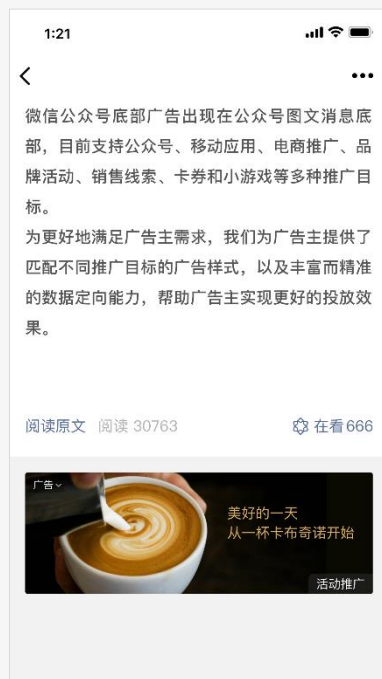 1:21
微信公众号底部广告出现在公众号图文消息底
部，目前支持公众号、移动应用、电商推广、品
牌活动、销售线索、卡券和小游戏等多种推广目
标。
为更好地满足广告主需求，我们为广告主提供了
匹配不同推广目标的广告样式，以及丰富而精准
的数据定向能力，帮助广告主实现更好的投放效
果。
阅读原文 阅读 30763 在看 666
广告
美好的一天
从一杯卡布奇诺开始
活动推广